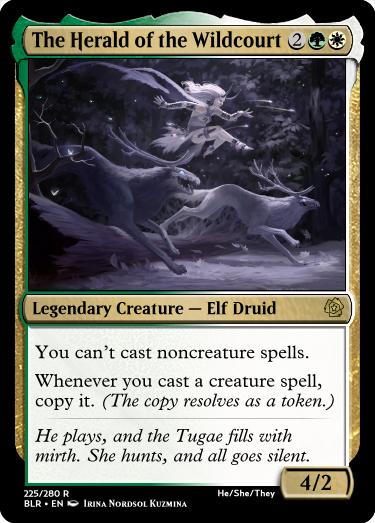 The Herald of the Wildcourt 2
Legendary Creature — Elf Druid
You can't cast noncreature spells.
Whenever you cast a creature spell,
copy it. (The copy resolves as a token.)
He plays, and the Tugae fills with
mirth. She hunts, and all goes silent.
4/2
225/280 R
He/She/They
BLR • EN Irina Nordsol Kuzmina